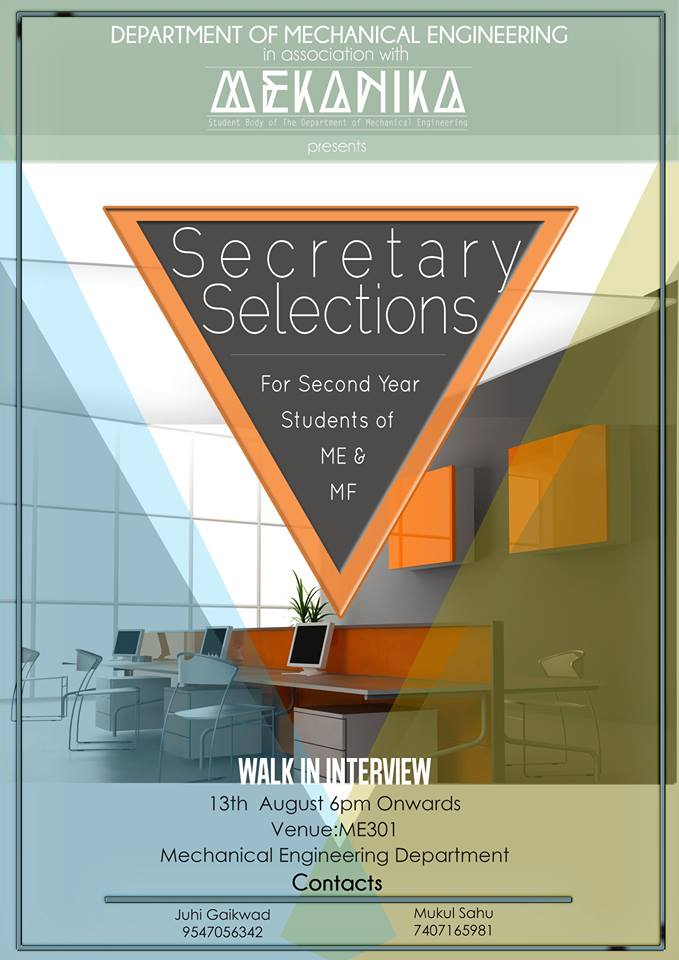 DEPARTMENT OF MECHANICAL ENGINEERING
in association with
MEKANIKA
Student Body of The Department of Mechanical Engineering
presents
Secretary
Selections
For Second Year
Students of
ME &
MF
WALK IN INTERVIEW
13th August 6pm Onwards
Venue:ME301
Mechanical Engineering Department
Contacts
Juhi Gaikwad
9547056342
Mukul Sahu
7407165981